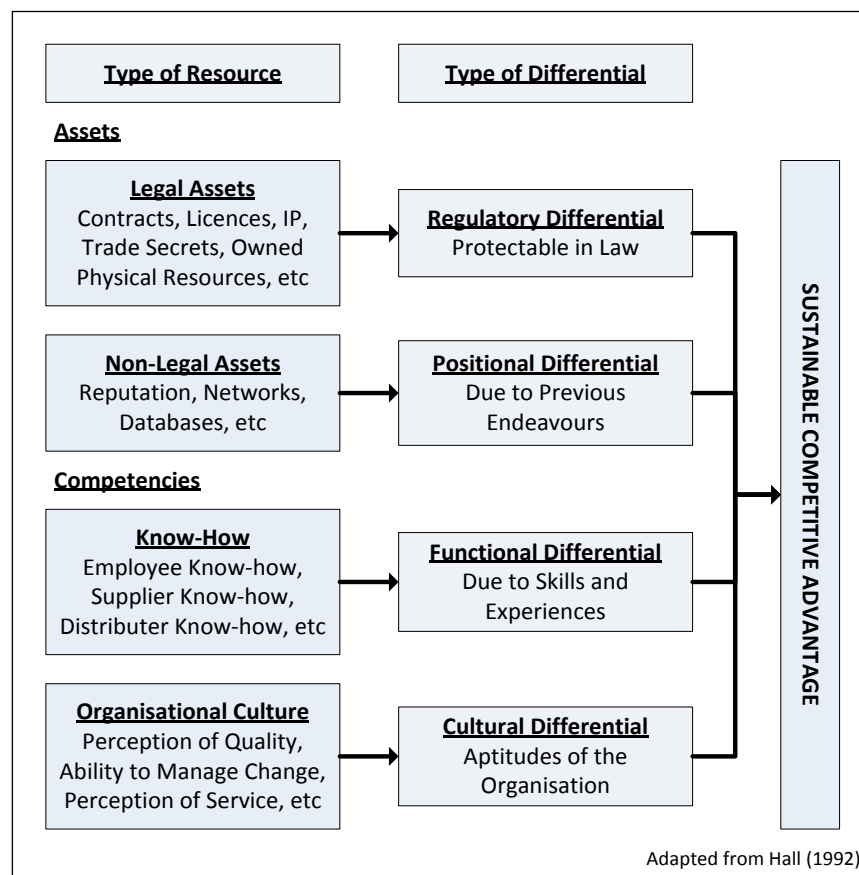 Type of Resource
Type of Differential
Assets
Legal Assets
Contracts, Licences, IP,
Trade Secrets, Owned
Physical Resources, etc
Regulatory Differential
Protectable in Law
Non-Legal Assets
Reputation, Networks,
Databases, etc
Positional Differential
Due to Previous
Endeavours
Competencies
Know-How
Employee Know-how,
Supplier Know-how,
Distributer Know-how, etc
Functional Differential
Due to Skills and
Experiences
Organisational Culture
Perception of Quality,
Ability to Manage Change,
Perception of Service, etc
Cultural Differential
Aptitudes of the
Organisation
SUSTAINABLE COMPETITIVE ADVANTAGE
Adapted from Hall (1992)